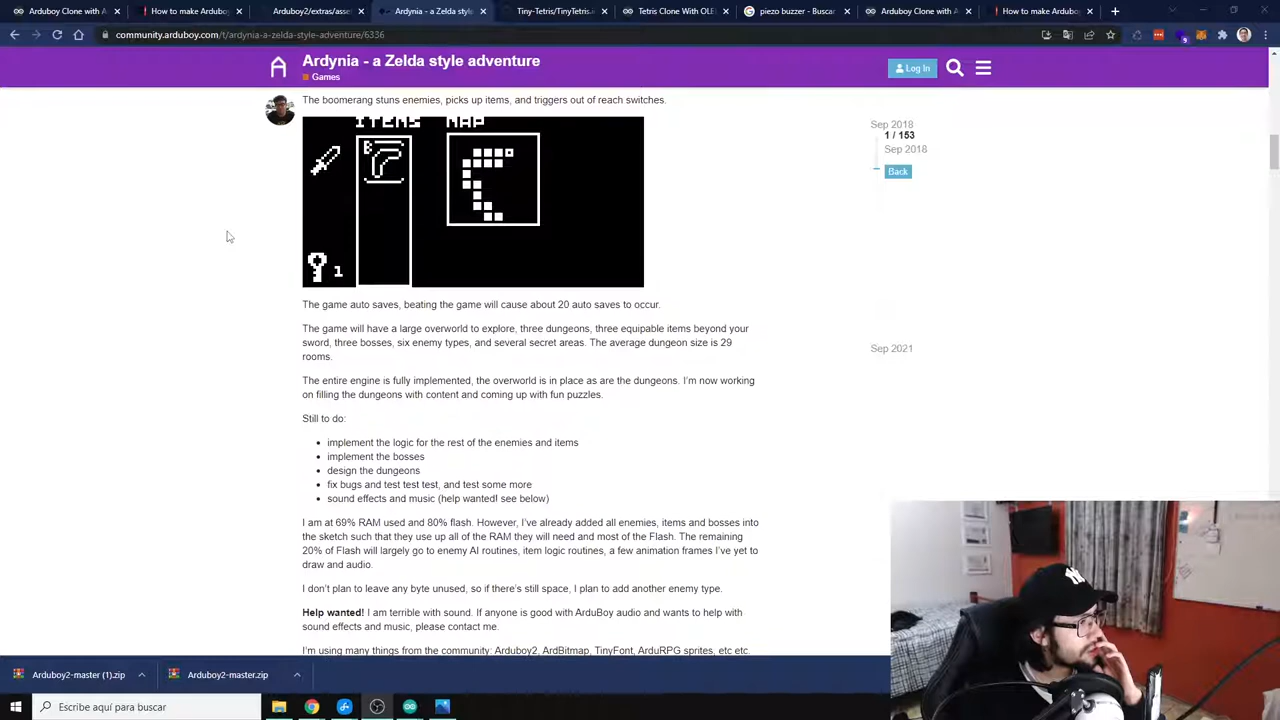 Arduboy Clone with A
How to make Arduboy
Arduboy2/extras/asse
Ardynia - a Zelda style
Tiny-Tetris/TinyTetris.i
Tetris Clone With OLE
piezo buzzer - Buscar
Arduboy Clone with A
How to make Arduboy
community.arduboy.com/t/ardynia-a-zelda-style-adventure/6336
Ardynia - a Zelda style adventure
Games
Log In
The boomerang stuns enemies, picks up items, and triggers out of reach switches.
ITEMS MAP
B
1
Sep 2018
1 / 153
Sep 2018
Back
Sep 2021
The game auto saves, beating the game will cause about 20 auto saves to occur.
The game will have a large overworld to explore, three dungeons, three equipable items beyond your
sword, three bosses, six enemy types, and several secret areas. The average dungeon size is 29
rooms.
The entire engine is fully implemented, the overworld is in place as are the dungeons. I'm now working
on filling the dungeons with content and coming up with fun puzzles.
Still to do:
implement the logic for the rest of the enemies and items
implement the bosses
design the dungeons
fix bugs and test test test, and test some more
sound effects and music (help wanted! see below)
I am at 69% RAM used and 80% flash. However, I've already added all enemies, items and bosses into
the sketch such that they use up all of the RAM they will need and most of the Flash. The remaining
20% of Flash will largely go to enemy AI routines, item logic routines, a few animation frames I've yet to
draw and audio.
I don't plan to leave any byte unused, so if there's still space, I plan to add another enemy type.
Help wanted! I am terrible with sound. If anyone is good with ArduBoy audio and wants to help with
sound effects and music, please contact me.
I'm using many things from the community: Arduboy2, ArdBitmap, TinyFont, ArduRPG sprites, etc etc.
Arduboy2-master (1).zip
Arduboy2-master.zip
Escribe aquí para buscar